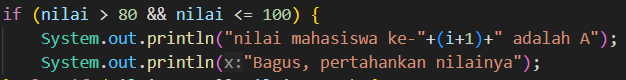 if (nilai > 80 && nilai <= 100) {
System.out.println("nilai mahasiswa ke-"+(i+1)+" adalah A");
System.out.println(x:"Bagus, pertahankan nilainya");